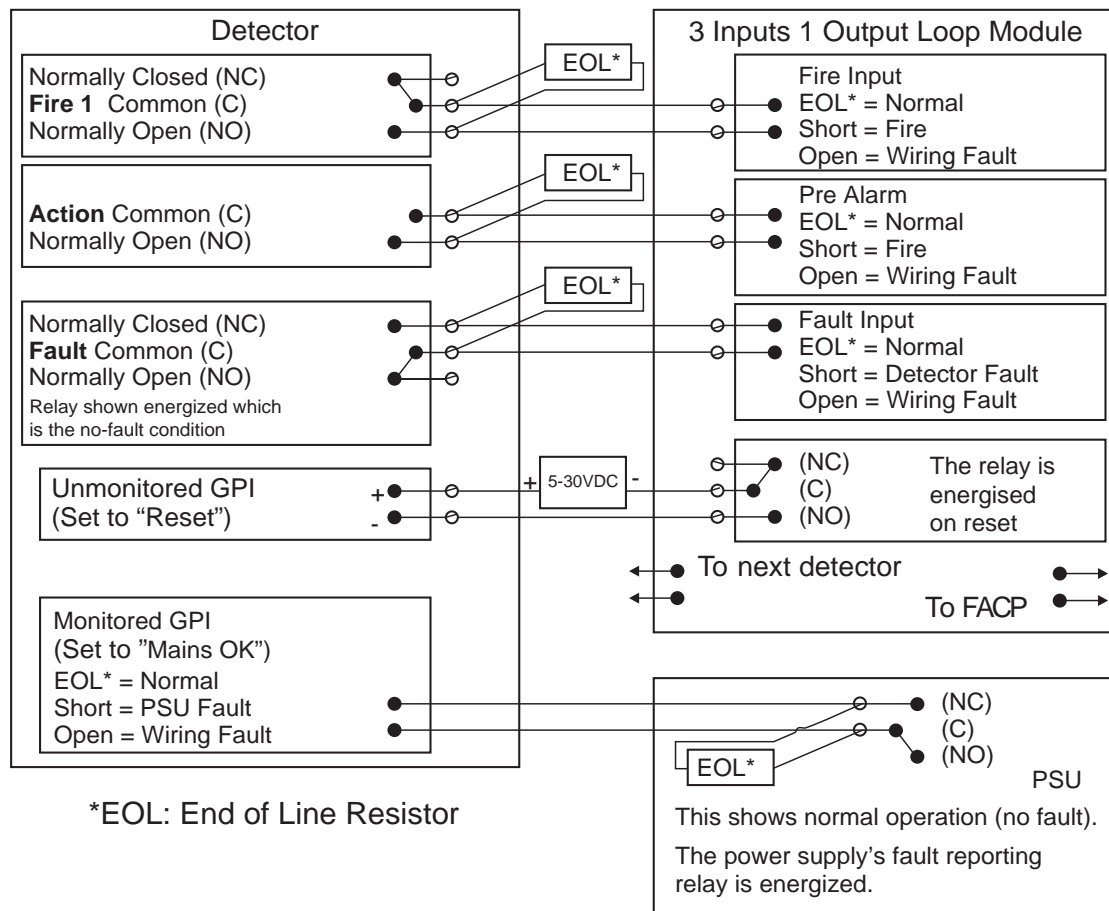 Detector
Normally Closed (NC)
Fire 1 Common (C)
Normally Open (NO)
EOL*
3 Inputs 1 Output Loop Module
Fire Input
EOL* = Normal
Short = Fire
Open = Wiring Fault
Action Common (C)
Normally Open (NO)
EOL*
Pre Alarm
EOL* = Normal
Short = Fire
Open = Wiring Fault
Normally Closed (NC)
Fault Common (C)
Normally Open (NO)
Relay shown energized which
is the no-fault condition
EOL*
Fault Input
EOL* = Normal
Short = Detector Fault
Open = Wiring Fault
Unmonitored GPI
(Set to "Reset")
+
-
+ 5-30VDC -
(NC)
(C)
(NO)
The relay is
energised
on reset
To next detector
To FACP
Monitored GPI
(Set to ”Mains OK”)
EOL* = Normal
Short = PSU Fault
Open = Wiring Fault
EOL*
(NC)
(C)
(NO)
PSU
This shows normal operation (no fault).
The power supply’s fault reporting
relay is energized.
*EOL: End of Line Resistor